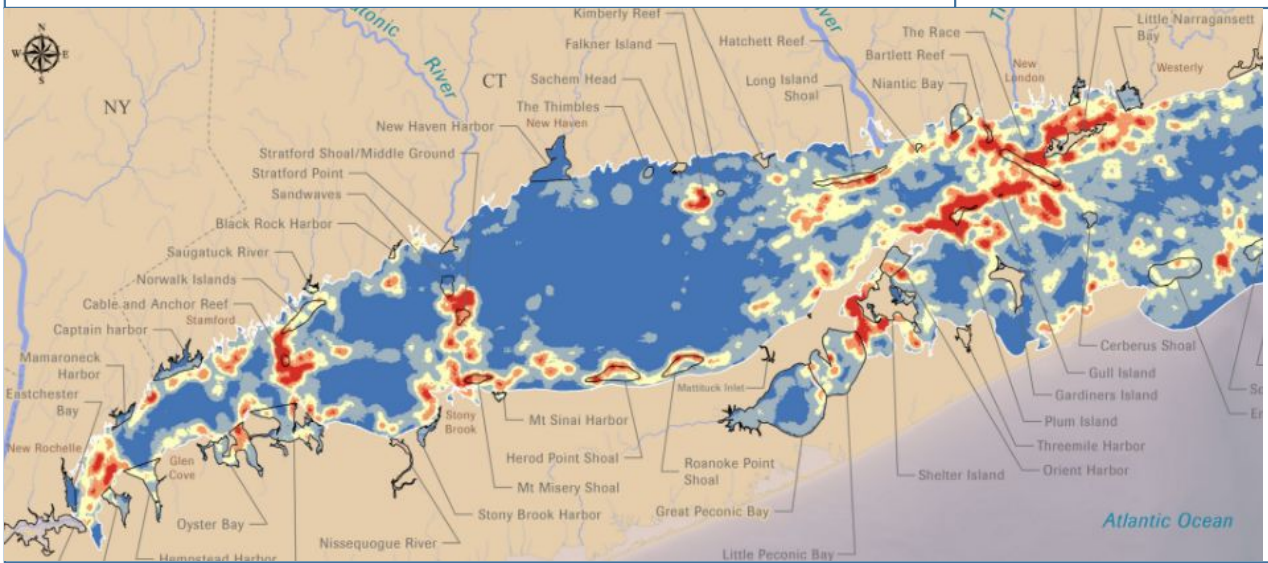 N
W E
S
NY
CT
tonic
River
River
Kimberly Reef
Falkner Island
Sachem Head
The Thimbles
New Haven
New Haven Harbor
Stratford Shoal/Middle Ground
Stratford Point
Sandwaves
Black Rock Harbor
Saugatuck River
Norwalk Islands
Cable and Anchor Reef
Stamford
Captain harbor
Mamaroneck
Harbor
Eastchester
Bay
New Rochelle
Glen
Cove
Oyster Bay
Hempstead Harbor
Nissequogue River
Stony Brook Harbor
Stony
Brook
Mt Misery Shoal
Mt Sinai Harbor
Herod Point Shoal
Roanoke Point
Shoal
Mattituck Inlet
Great Peconic Bay
Little Peconic Bay
Shelter Island
Orient Harbor
Threemile Harbor
Plum Island
Gardiners Island
Gull Island
Cerberus Shoal
Hatchett Reef
Long Island
Shoal
The Race
Bartlett Reef
Niantic Bay
New
London
Little Narragansett
Bay
Westerly
Atlantic Ocean